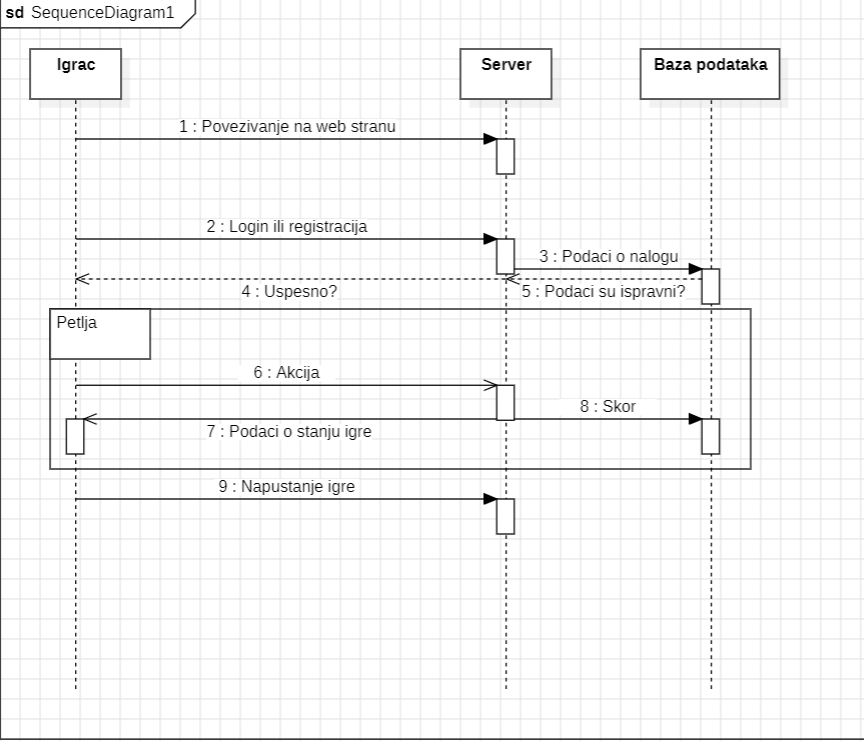 sd SequenceDiagram1
Igrac
Server
Baza podataka
1 : Povezivanje na web stranu
2 : Login ili registracija
3 : Podaci o nalogu
4 : Uspesno?
5 : Podaci su ispravni?
Petlja
6 : Akcija
8 : Skor
7 : Podaci o stanju igre
9 : Napustanje igre